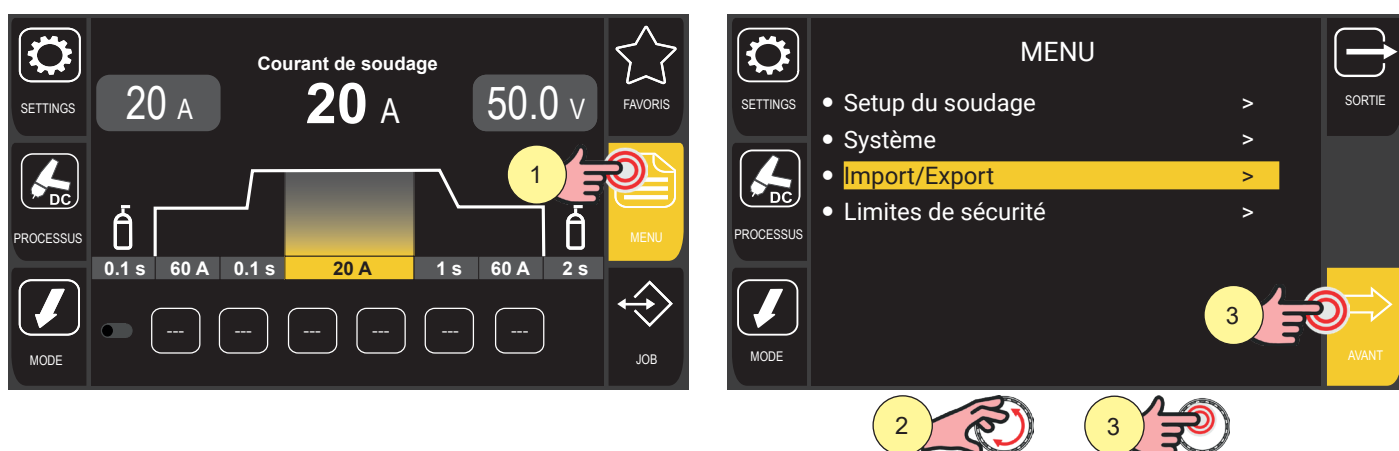 SETTINGS
PROCESSUS
DC
MODE
Courant de soudage
20 A
20 A
50.0 V
0.1 s 60 A 0.1 s 20 A 1 s 60 A 2 s
--- --- --- --- --- ---
FAVORIS
1
MENU
JOB
SETTINGS
PROCESSUS
DC
MODE
MENU
• Setup du soudage >
• Système >
• Import/Export >
• Limites de sécurité >
SORTIE
3
AVANT
2
3